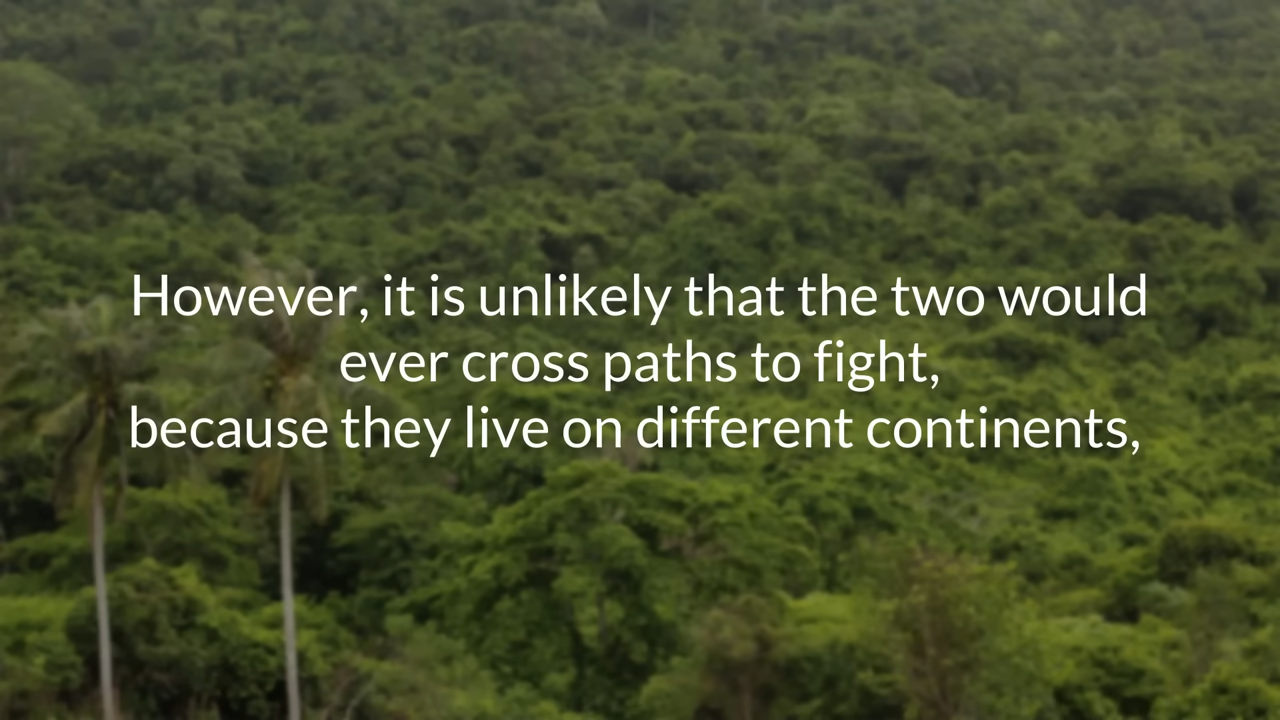 However, it is unlikely that the two would
ever cross paths to fight,
because they live on different continents,